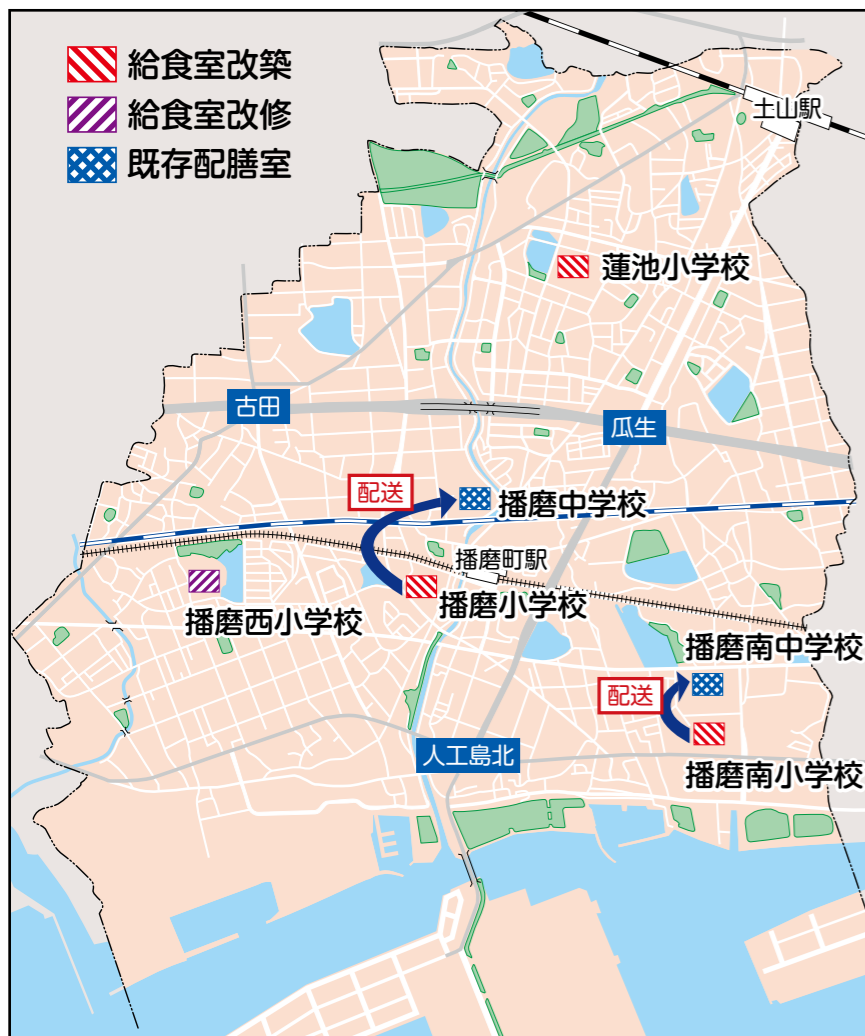 給食室改築
給食室改修
既存配膳室
土山駅
蓮池小学校
古田
瓜生
配送
播磨中学校
播磨町駅
播磨小学校
播磨西小学校
播磨南中学校
配送
人工島北
播磨南小学校